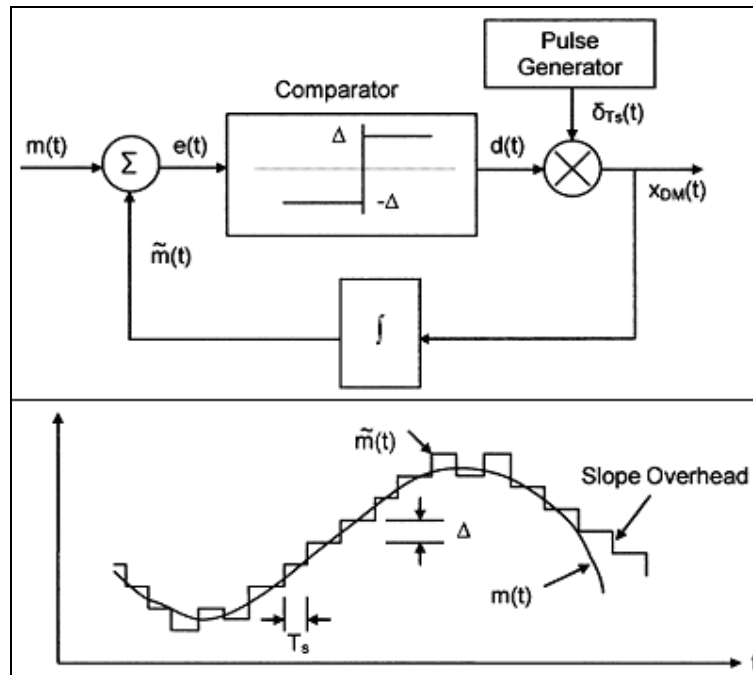 Pulse
Generator
Comparator
δTs(t)
m(t)
Σ
e(t)
Δ
-Δ
d(t)
xDM(t)
m̃(t)
∫
m̃(t)
Slope Overhead
Δ
m(t)
Ts
t